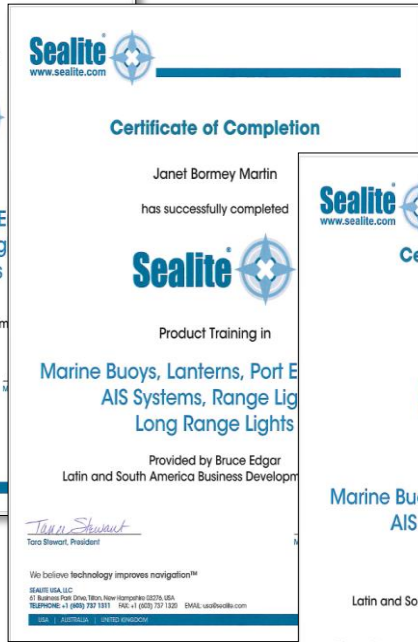 Sealite
www.sealite.com
Certificate of Completion
Janet Bormey Martin
has successfully completed
Sealite
Product Training in
Marine Buoys, Lanterns, Port E
AIS Systems, Range Lig
Long Range Lights
Provided by Bruce Edgar
Latin and South America Business Developm
Tara Stewart
Tara Stewart, President
We believe technology improves navigation™
SEALITE USA, LLC
61 Business Park Drive, Tilton, New Hampshire 03276, USA
TELEPHONE: +1 (603) 737 1311 FAX: +1 (603) 737 1320 EMAIL: usa@sealite.com
USA | AUSTRALIA | UNITED KINGDOM
Sealite
www.sealite.com
Ce
Marine Bu
AIS
Latin and So